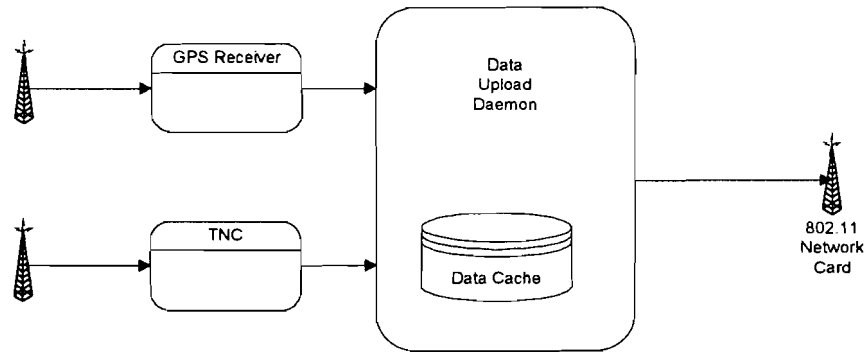 GPS Receiver
TNC
Data
Upload
Daemon
Data Cache
802.11
Network
Card